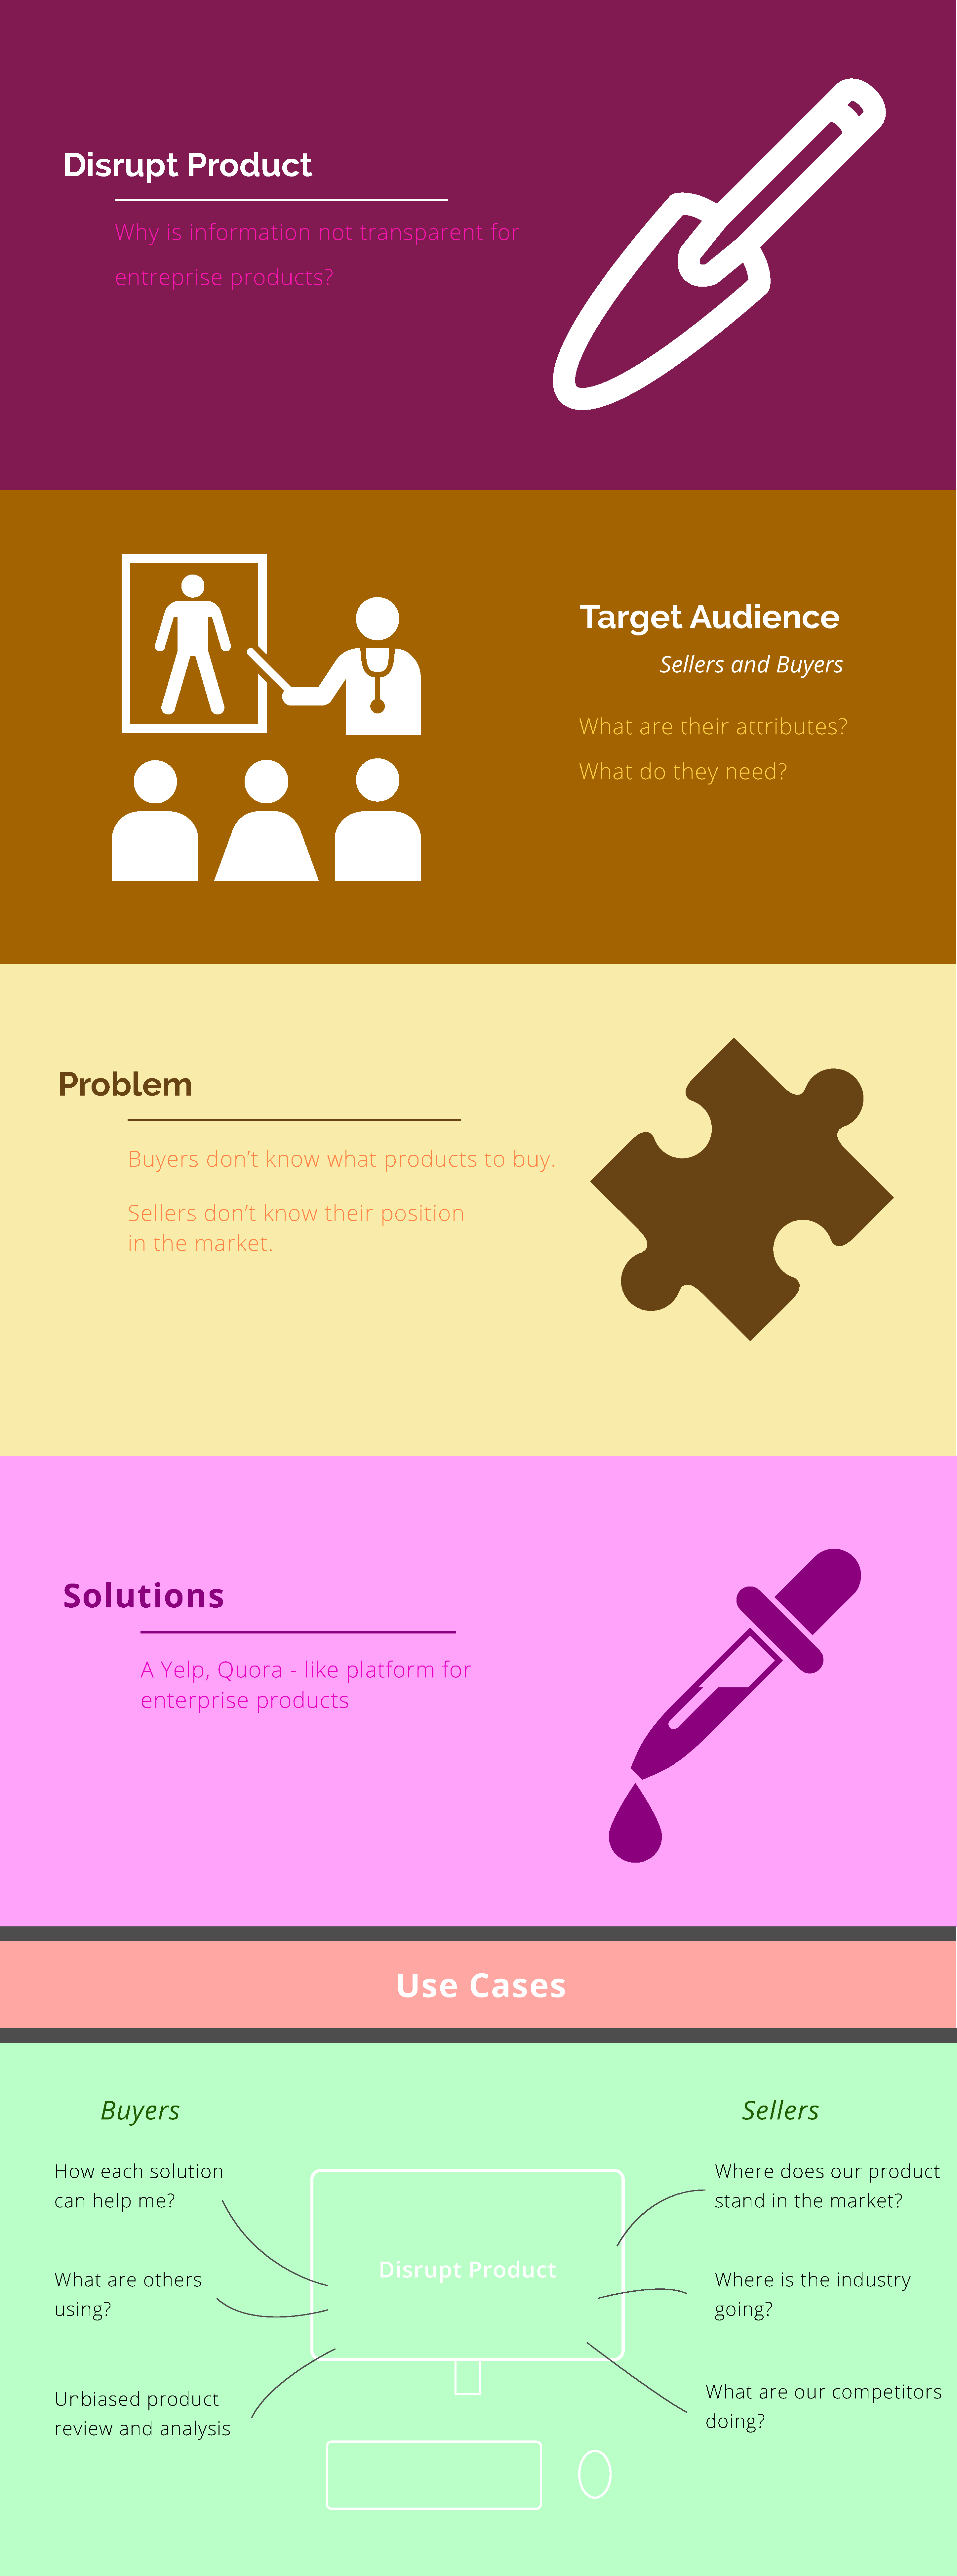 Disrupt Product
Why is information not transparent for
entreprise products?
Target Audience
Sellers and Buyers
What are their attributes?
What do they need?
Problem
Buyers don’t know what products to buy.
Sellers don’t know their position
in the market.
Solutions
A Yelp, Quora - like platform for
enterprise products
Use Cases
Buyers
How each solution
can help me?
What are others
using?
Unbiased product
review and analysis
Disrupt Product
Sellers
Where does our product
stand in the market?
Where is the industry
going?
What are our competitors
doing?